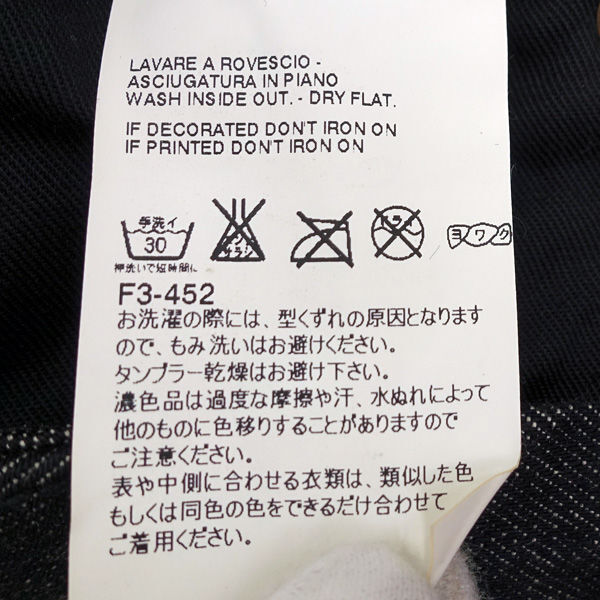 LAVARE A ROVESCIO -
ASCIUGATURA IN PIANO
WASH INSIDE OUT. - DRY FLAT.
IF DECORATED DON'T IRON ON
IF PRINTED DON'T IRON ON
手洗イ
30
押洗いで短時間に
ドライ
ヨワク
F3-452
お洗濯の際には、型くずれの原因となります
ので、もみ洗いはお避けください。
タンブラー乾燥はお避け下さい。
濃色品は過度な摩擦や汗、水ぬれによって
他のものに色移りすることがありますので
ご注意ください。
表や中側に合わせる衣類は、類似した色
もしくは同色の色をできるだけ合わせて
ご着用ください。